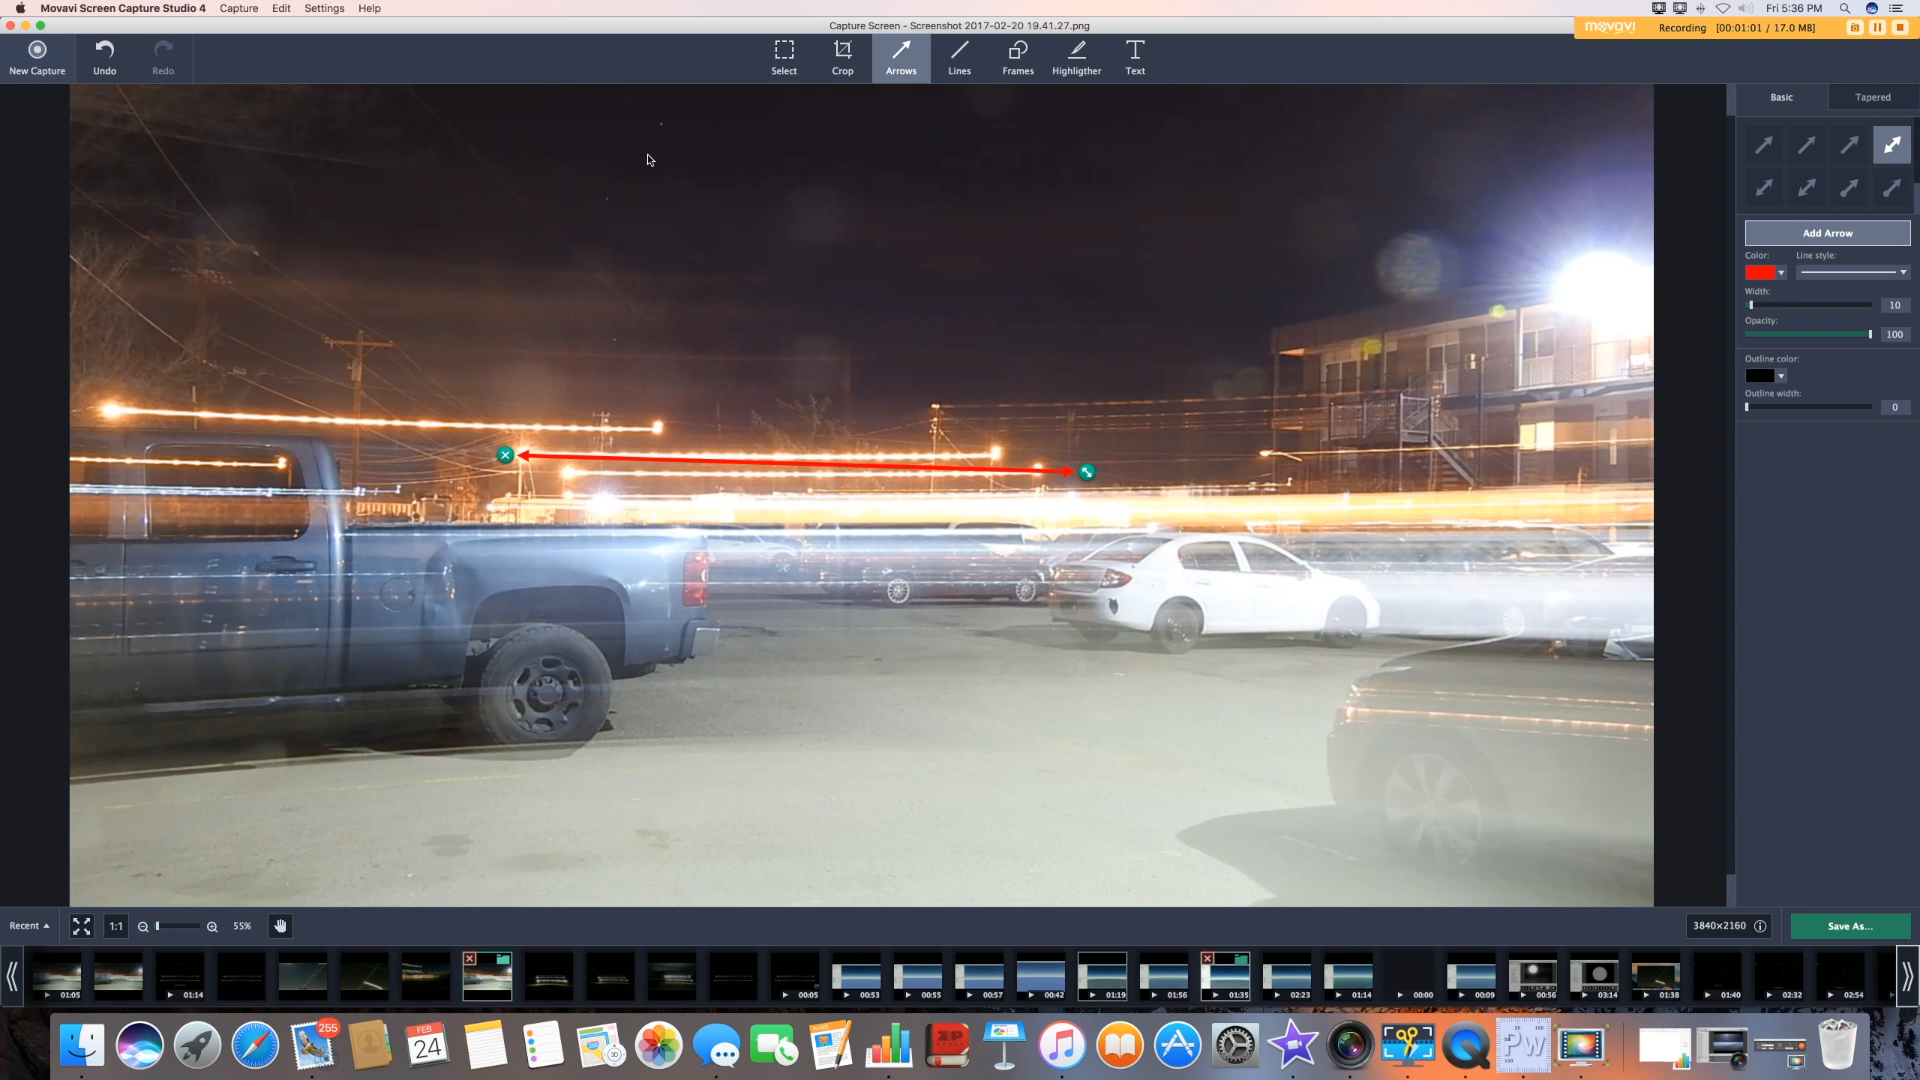 Movavi Screen Capture Studio 4 Capture Edit Settings Help Fri 5:36 PM
Capture Screen - Screenshot 2017-02-20 19.41.27.png
movavi Recording [00:01:01 / 17.0 MB]
New Capture Undo Redo Select Crop Arrows Lines Frames Highligther Text
Basic Tapered
Add Arrow
Color: Line style:
Width:
10
Opacity:
100
Outline color:
Outline width:
0
Recent 1:1 55% 3840×2160 Save As...
01:05 01:14 00:05 00:53 00:55 00:57 00:42 01:19 01:56 01:35 02:23 01:14 00:00 00:09 00:56 03:14 01:38 01:40 02:32 02:54
255
FEB
24
PAGES
30
PW